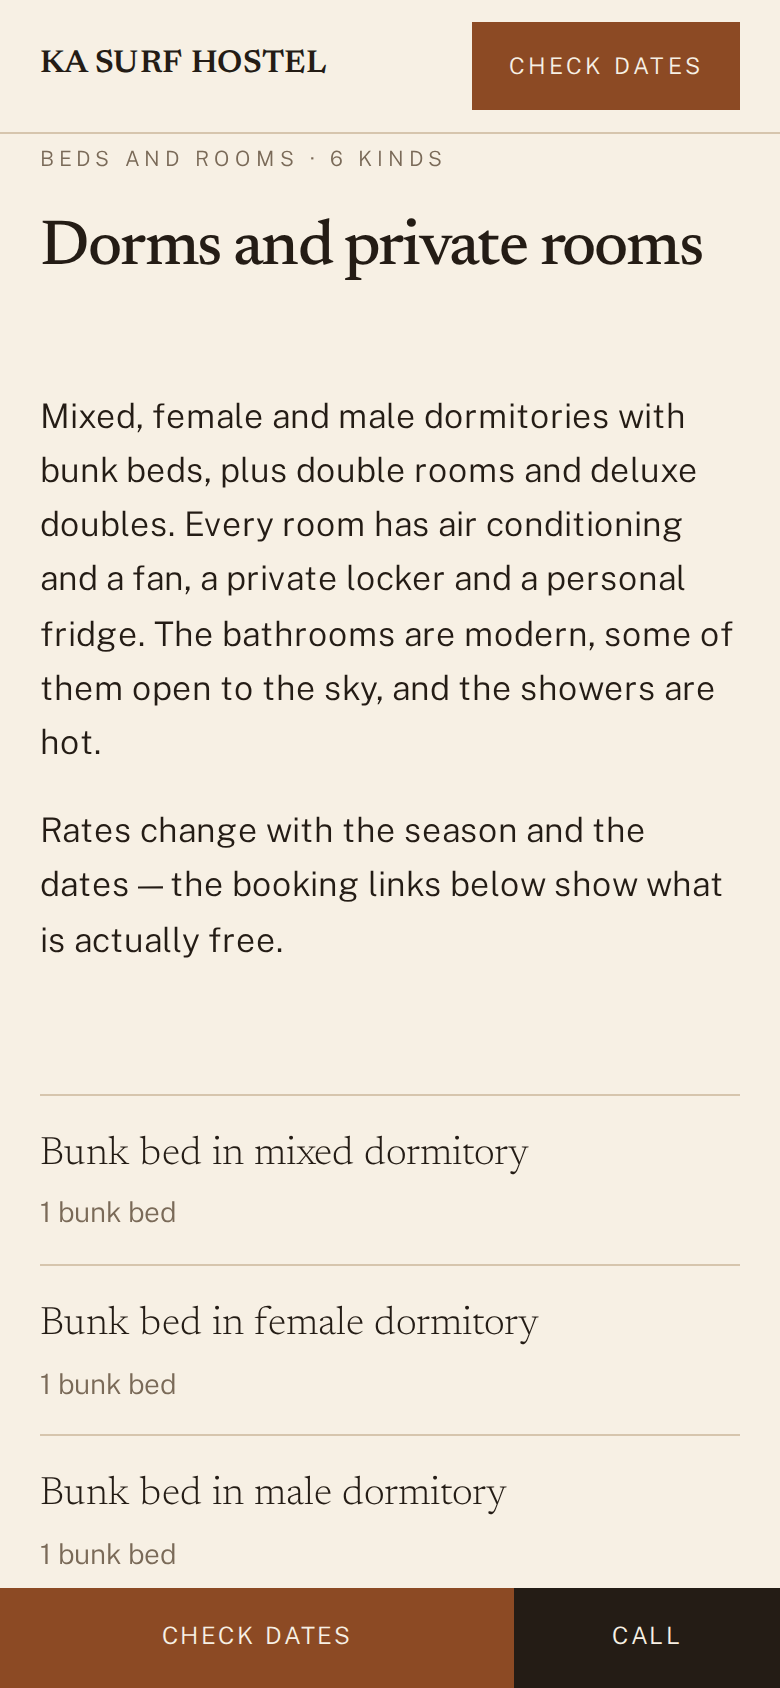 KA SURF HOSTEL
CHECK DATES
BEDS AND ROOMS · 6 KINDS
Dorms and private rooms
Mixed, female and male dormitories with
bunk beds, plus double rooms and deluxe
doubles. Every room has air conditioning
and a fan, a private locker and a personal
fridge. The bathrooms are modern, some of
them open to the sky, and the showers are
hot.
Rates change with the season and the
dates — the booking links below show what
is actually free.
Bunk bed in mixed dormitory
1 bunk bed
Bunk bed in female dormitory
1 bunk bed
Bunk bed in male dormitory
1 bunk bed
CHECK DATES
CALL